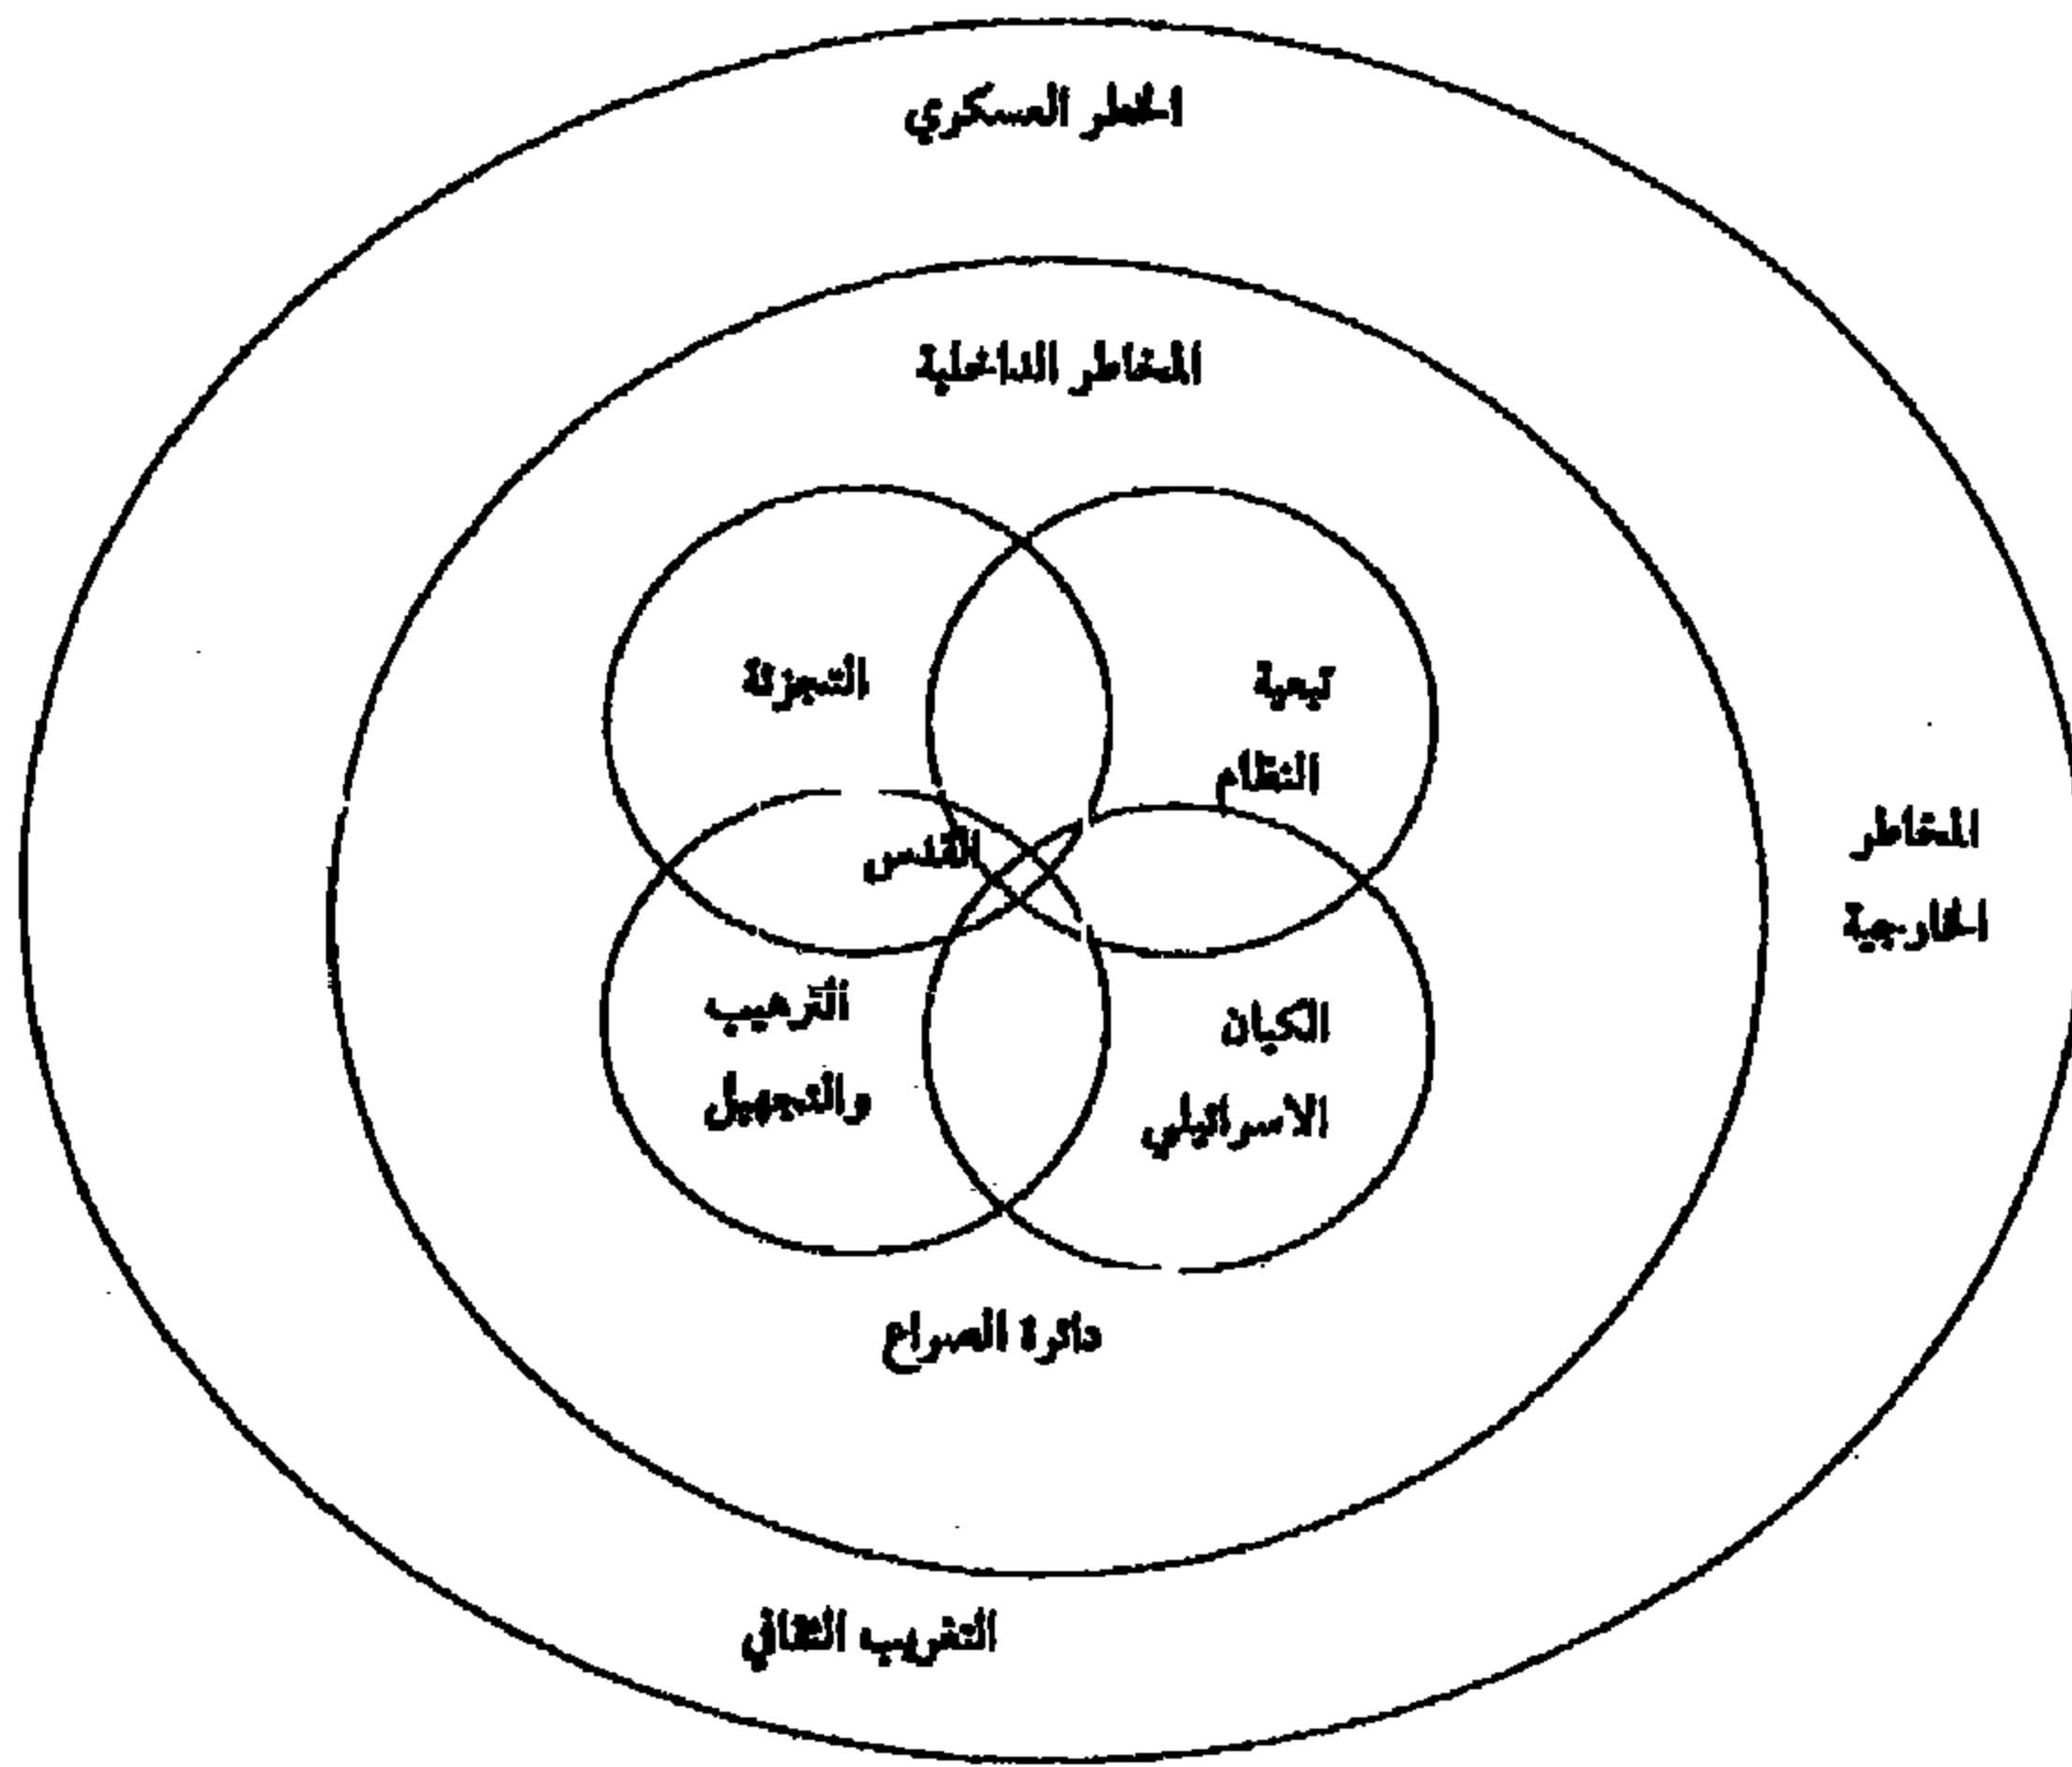 الخطر العسكري
المخاطر الداخلية
تبعية
النظام
التجزئة
القدس
المخاطر
الخارجية
الكيان
الاسرائيلي
الترهيب
والتجهيل
دائرة الصراع
التغريب الثقافي